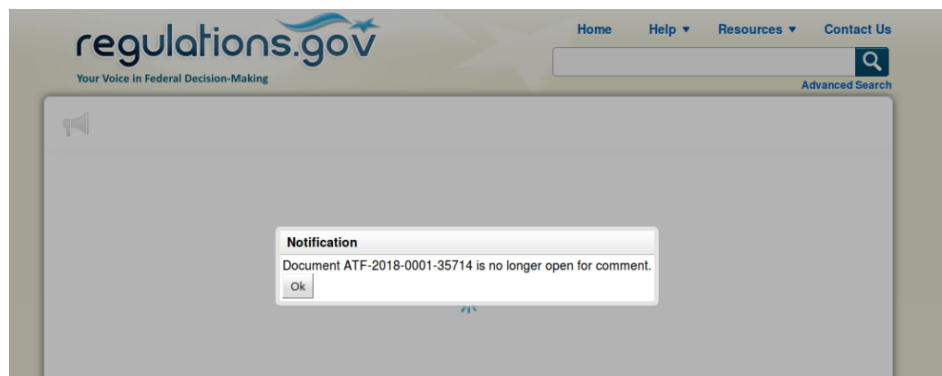 regulations.gov
Your Voice in Federal Decision-Making
Home Help ▼ Resources ▼ Contact Us
Advanced Search
Notification
Document ATF-2018-0001-35714 is no longer open for comment.
Ok